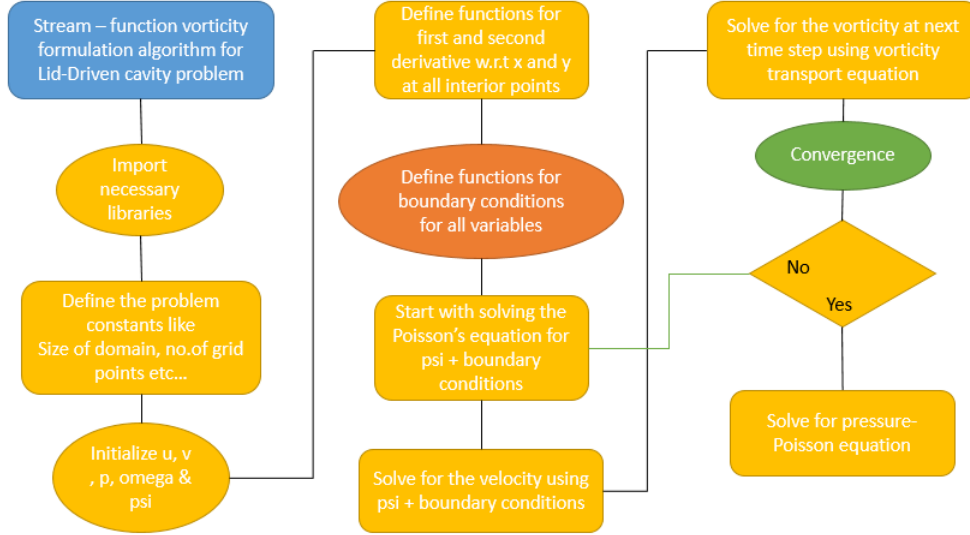 Stream – function vorticity
formulation algorithm for
Lid-Driven cavity problem
Import
necessary
libraries
Define the problem
constants like
Size of domain, no.of grid
points etc...
Initialize u, v
, p, omega &
psi
Define functions for
first and second
derivative w.r.t x and y
at all interior points
Define functions for
boundary conditions
for all variables
Start with solving the
Poisson's equation for
psi + boundary
conditions
Solve for the velocity using
psi + boundary conditions
Solve for the vorticity at next
time step using vorticity
transport equation
Convergence
No
Yes
Solve for pressure-
Poisson equation